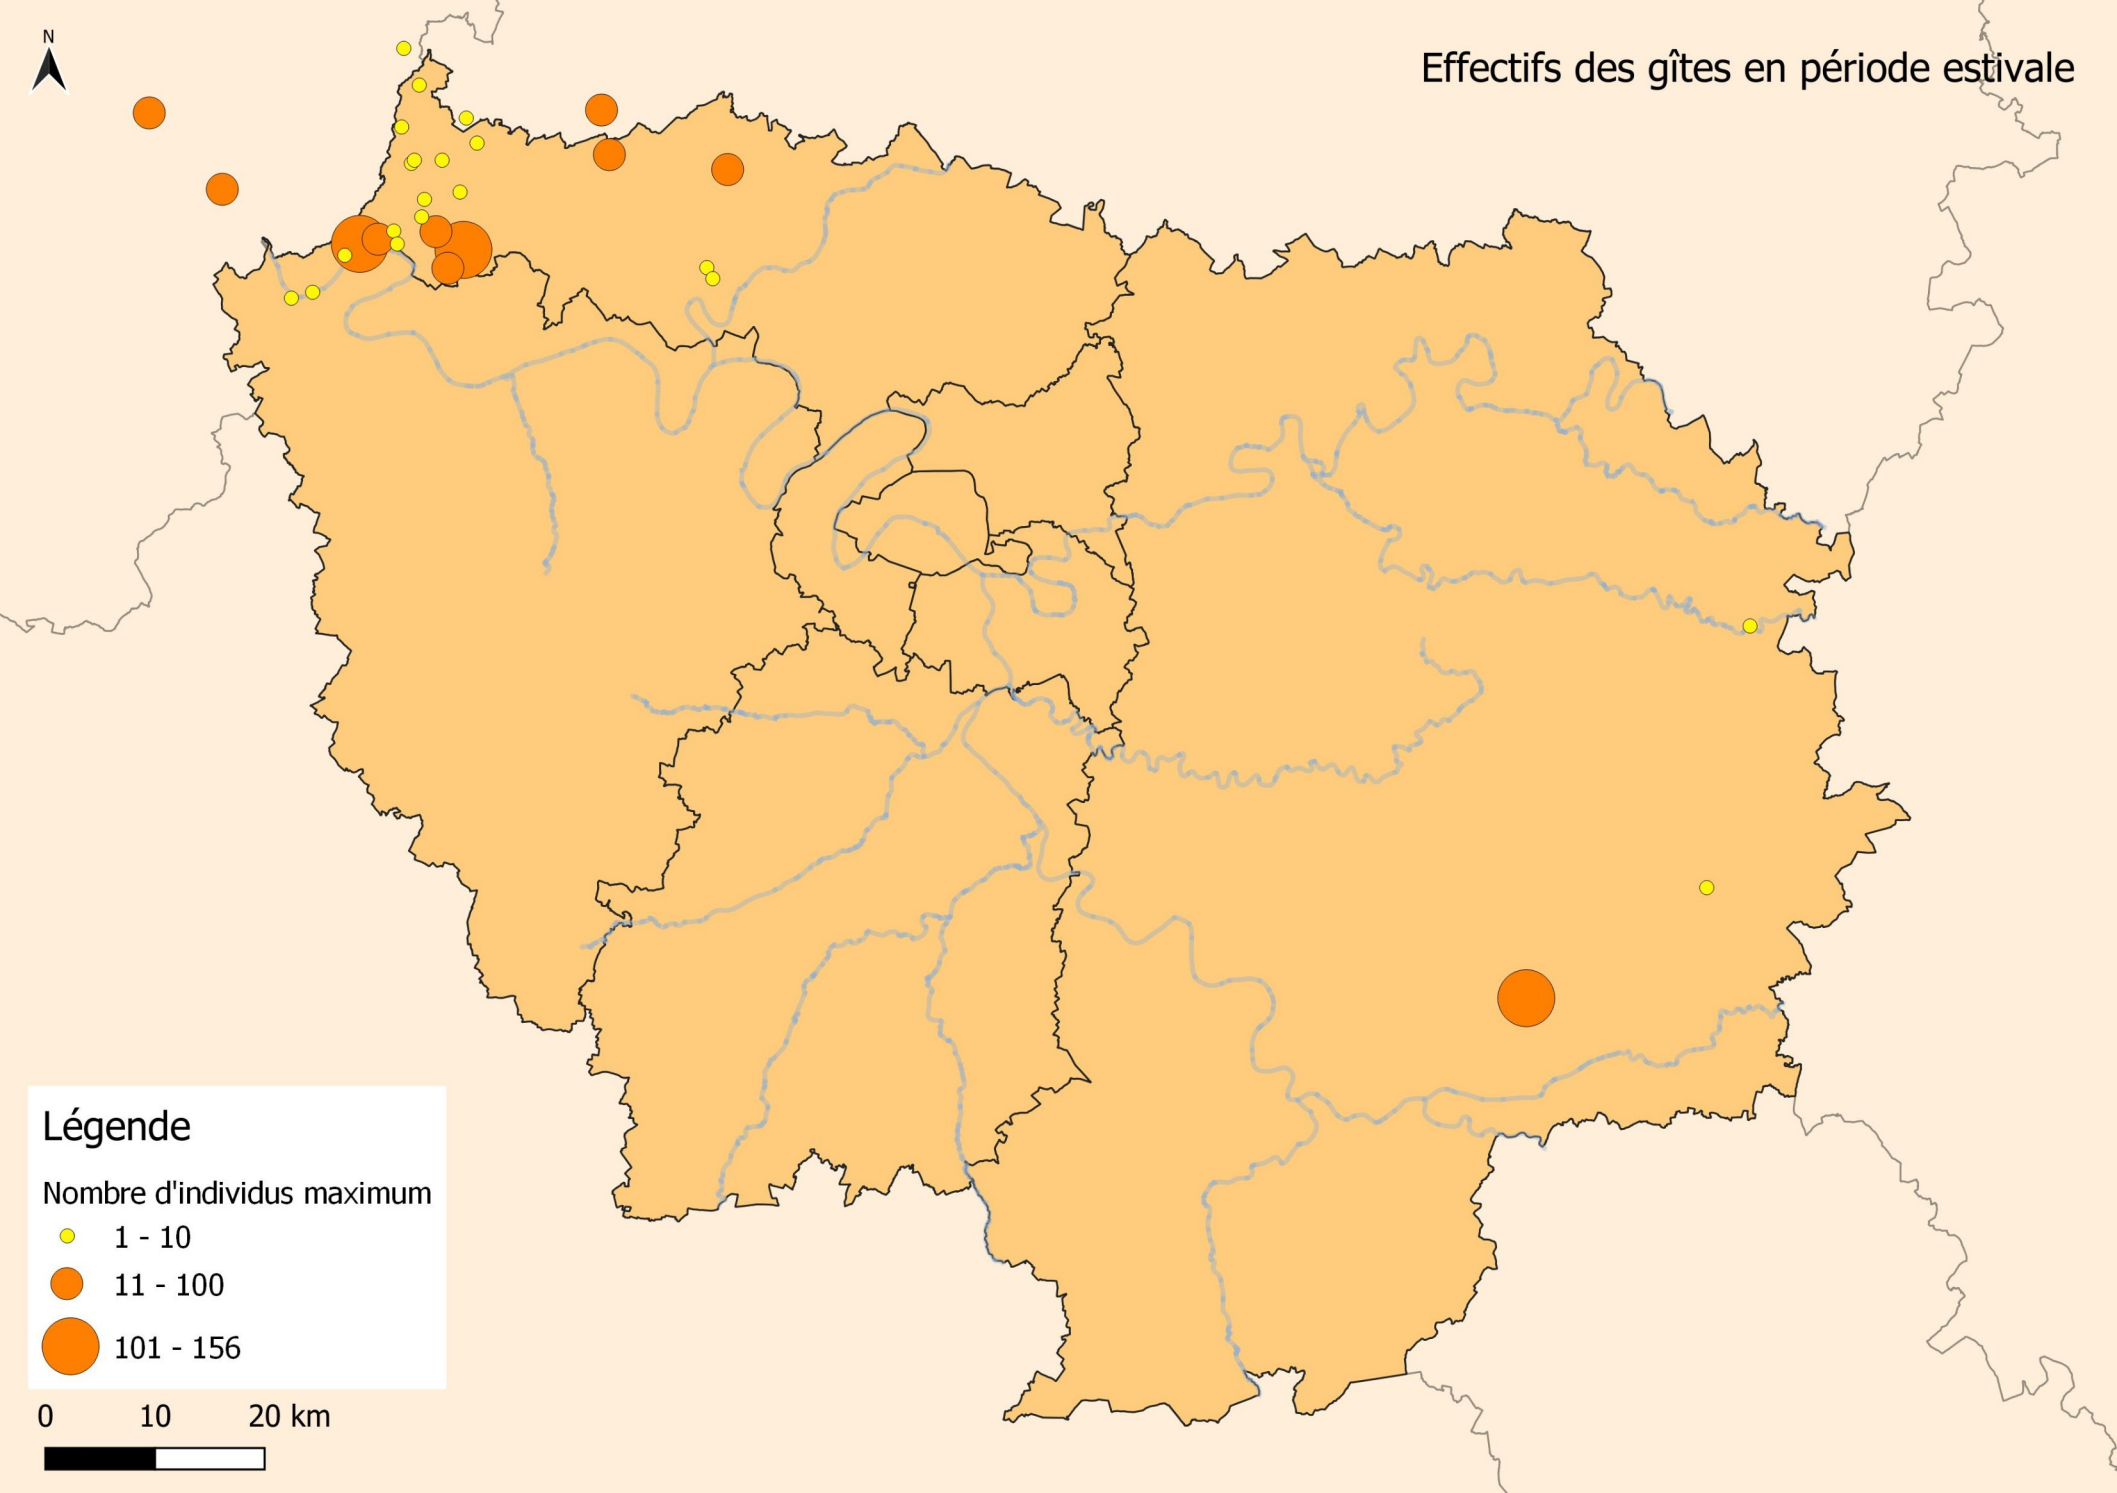 N
Effectifs des gîtes en période estivale
Légende
Nombre d'individus maximum
1 - 10
11 - 100
101 - 156
0 10 20 km